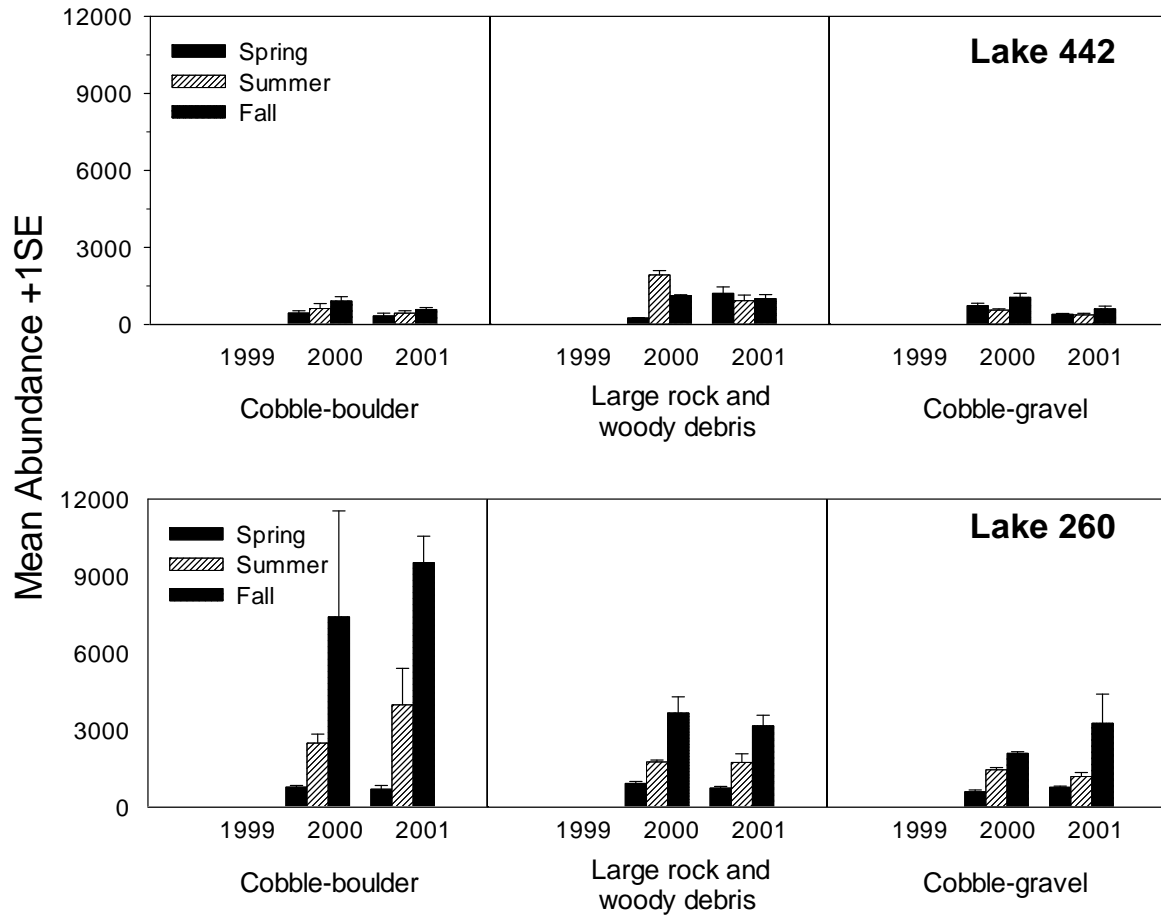 Mean Abundance +1SE
12000
9000
6000
3000
0
Spring
Summer
Fall
Lake 442
1999 2000 2001 1999 2000 2001 1999 2000 2001
Cobble-boulder
Large rock and
woody debris
Cobble-gravel
12000
9000
6000
3000
0
Spring
Summer
Fall
Lake 260
1999 2000 2001 1999 2000 2001 1999 2000 2001
Cobble-boulder
Large rock and
woody debris
Cobble-gravel